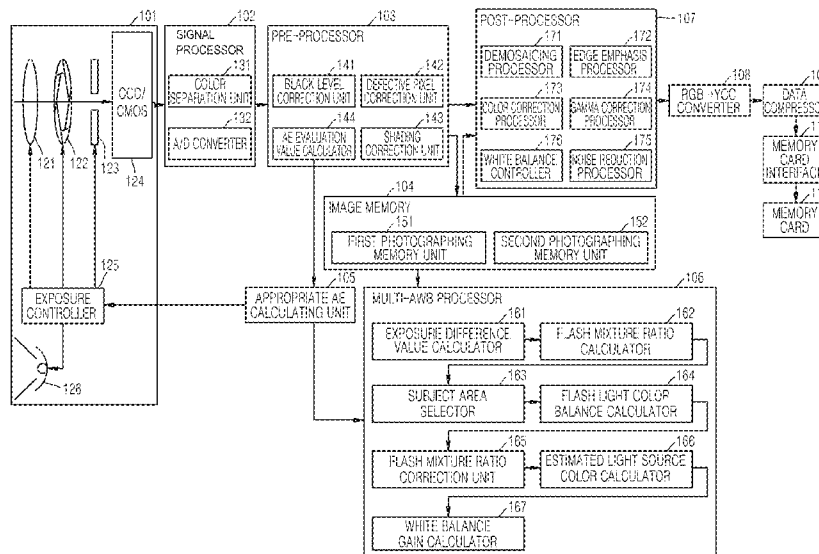 101
CCD/
CMOS
121
122
123
124
125
EXPOSURE
CONTROLLER
126
102
SIGNAL
PROCESSOR
131
COLOR
SEPARATION UNIT
132
A/D CONVERTER
103
PRE-PROCESSOR
141
BLACK LEVEL
CORRECTION UNIT
142
DEFECTIVE PIXEL
CORRECTION UNIT
144
AE EVALUATION
VALUE CALCULATOR
143
SHADING
CORRECTION UNIT
107
POST-PROCESSOR
171
DEMOSAICING
PROCESSOR
172
EDGE EMPHASIS
PROCESSOR
173
COLOR CORRECTION
PROCESSOR
174
GAMMA CORRECTION
PROCESSOR
176
WHITE BALANCE
CONTROLLER
175
NOISE REDUCTION
PROCESSOR
108
CONVERTER
DATA
COMPRESSOR
MEMORY
CARD
INTERFACE
MEMORY
CARD
104
IMAGE MEMORY
151
FIRST PHOTOGRAPHING
MEMORY UNIT
152
SECOND PHOTOGRAPHING
MEMORY UNIT
105
APPROPRIATE AE
CALCULATING UNIT
106
MULTI-AWB PROCESSOR
161
EXPOSURE DIFFERENCE
VALUE CALCULATOR
162
FLASH MIXTURE RATIO
CALCULATOR
163
SUBJECT AREA
SELECTOR
164
FLASH LIGHT COLOR
BALANCE CALCULATOR
165
FLASH MIXTURE RATIO
CORRECTION UNIT
166
ESTIMATED LIGHT SOURCE
COLOR CALCULATOR
167
WHITE BALANCE
GAIN CALCULATOR